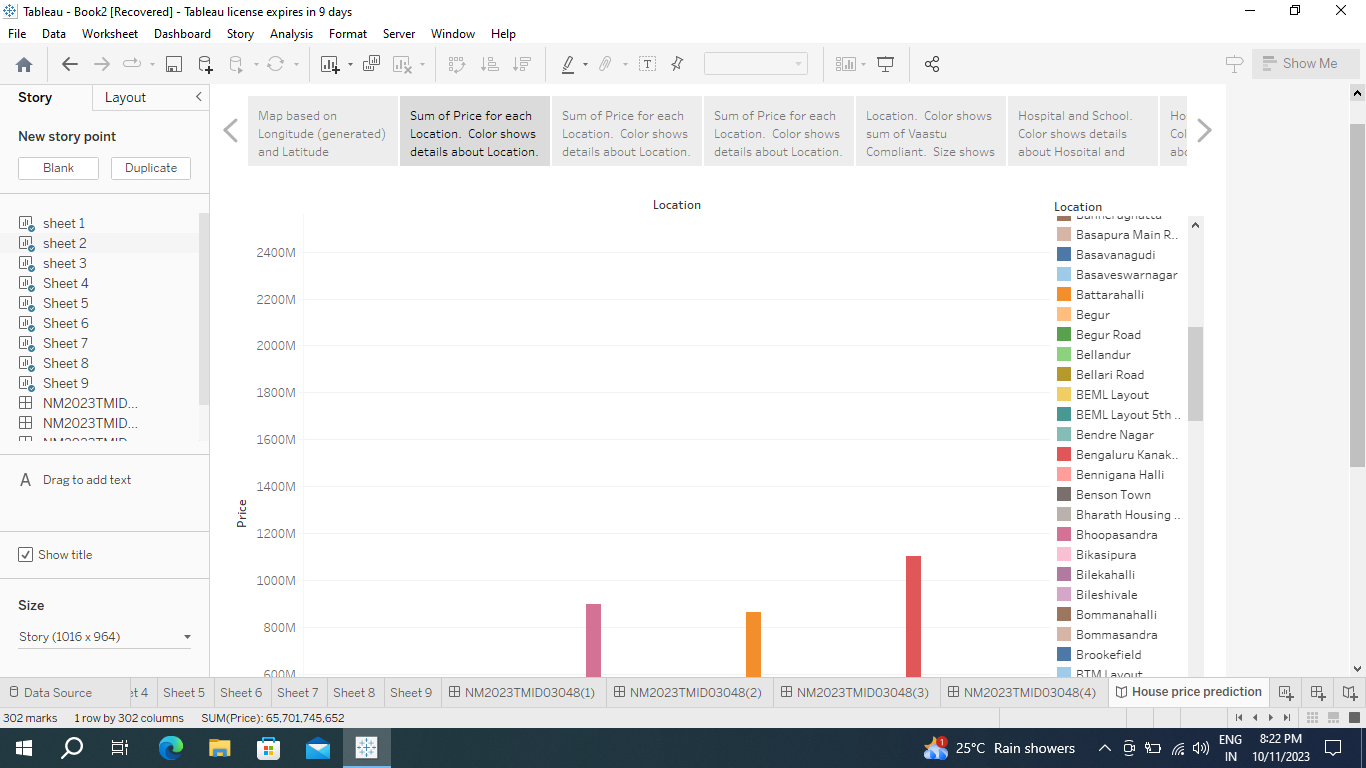 Tableau - Book2 [Recovered] - Tableau license expires in 9 days
File Data Worksheet Dashboard Story Analysis Format Server Window Help
Show Me
Story Layout
New story point
Blank Duplicate
sheet 1
sheet 2
sheet 3
Sheet 4
Sheet 5
Sheet 6
Sheet 7
Sheet 8
Sheet 9
NM2023TMID...
NM2023TMID...
NM2023TMID...
A Drag to add text
Show title
Size
Story (1016 x 964)
Map based on
Longitude (generated)
and Latitude
Sum of Price for each
Location. Color shows
details about Location.
Sum of Price for each
Location. Color shows
details about Location.
Sum of Price for each
Location. Color shows
details about Location.
Location. Color shows
sum of Vaastu
Compliant. Size shows
Hospital and School.
Color shows details
about Hospital and
Ho
Col
abo
Location
Price
2400M
2200M
2000M
1800M
1600M
1400M
1200M
1000M
800M
600M
Location
Bannerughatta
Basapura Main R..
Basavanagudi
Basaveswarnagar
Battarahalli
Begur
Begur Road
Bellandur
Bellari Road
BEML Layout
BEML Layout 5th ..
Bendre Nagar
Bengaluru Kanak..
Bennigana Halli
Benson Town
Bharath Housing ..
Bhoopasandra
Bikasipura
Bilekahalli
Bileshivale
Bommanahalli
Bommasandra
Brookefield
BTM Layout
Data Source et 4 Sheet 5 Sheet 6 Sheet 7 Sheet 8 Sheet 9 NM2023TMID03048(1) NM2023TMID03048(2) NM2023TMID03048(3) NM2023TMID03048(4) House price prediction
302 marks 1 row by 302 columns SUM(Price): 65,701,745,652
1 25°C Rain showers ENG 8:22 PM
IN 10/11/2023